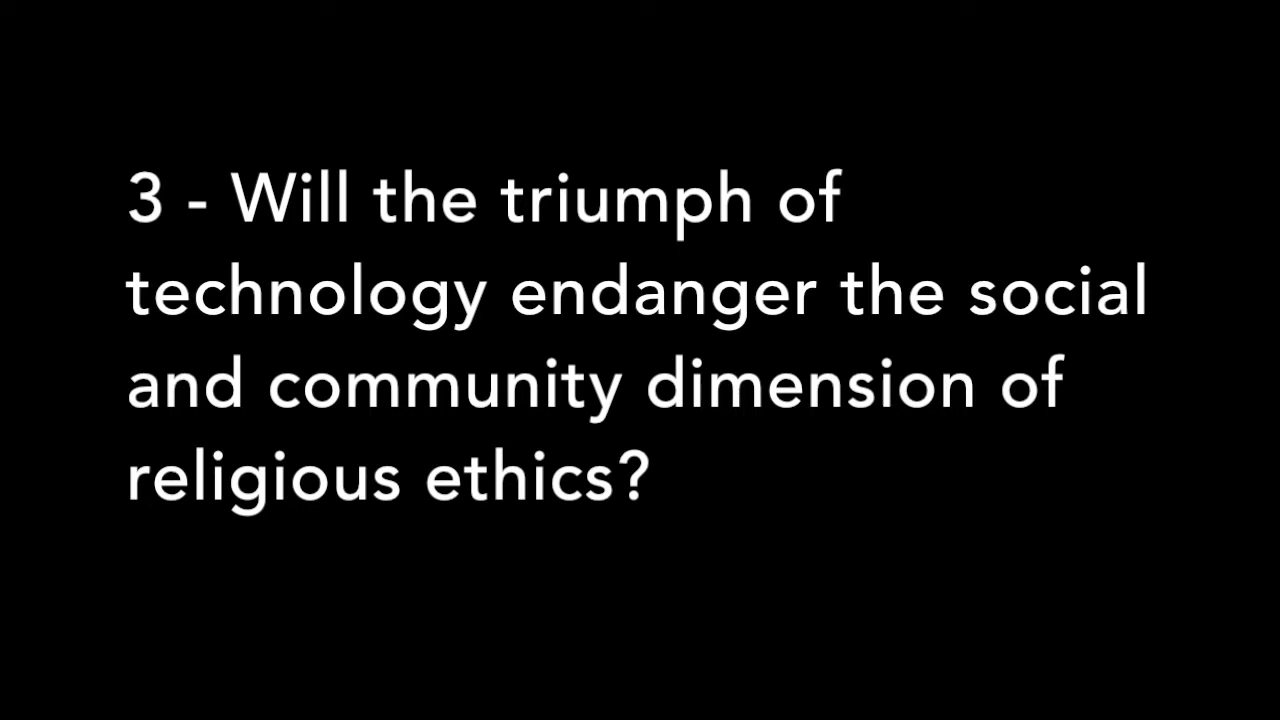 3 - Will the triumph of
technology endanger the social
and community dimension of
religious ethics?